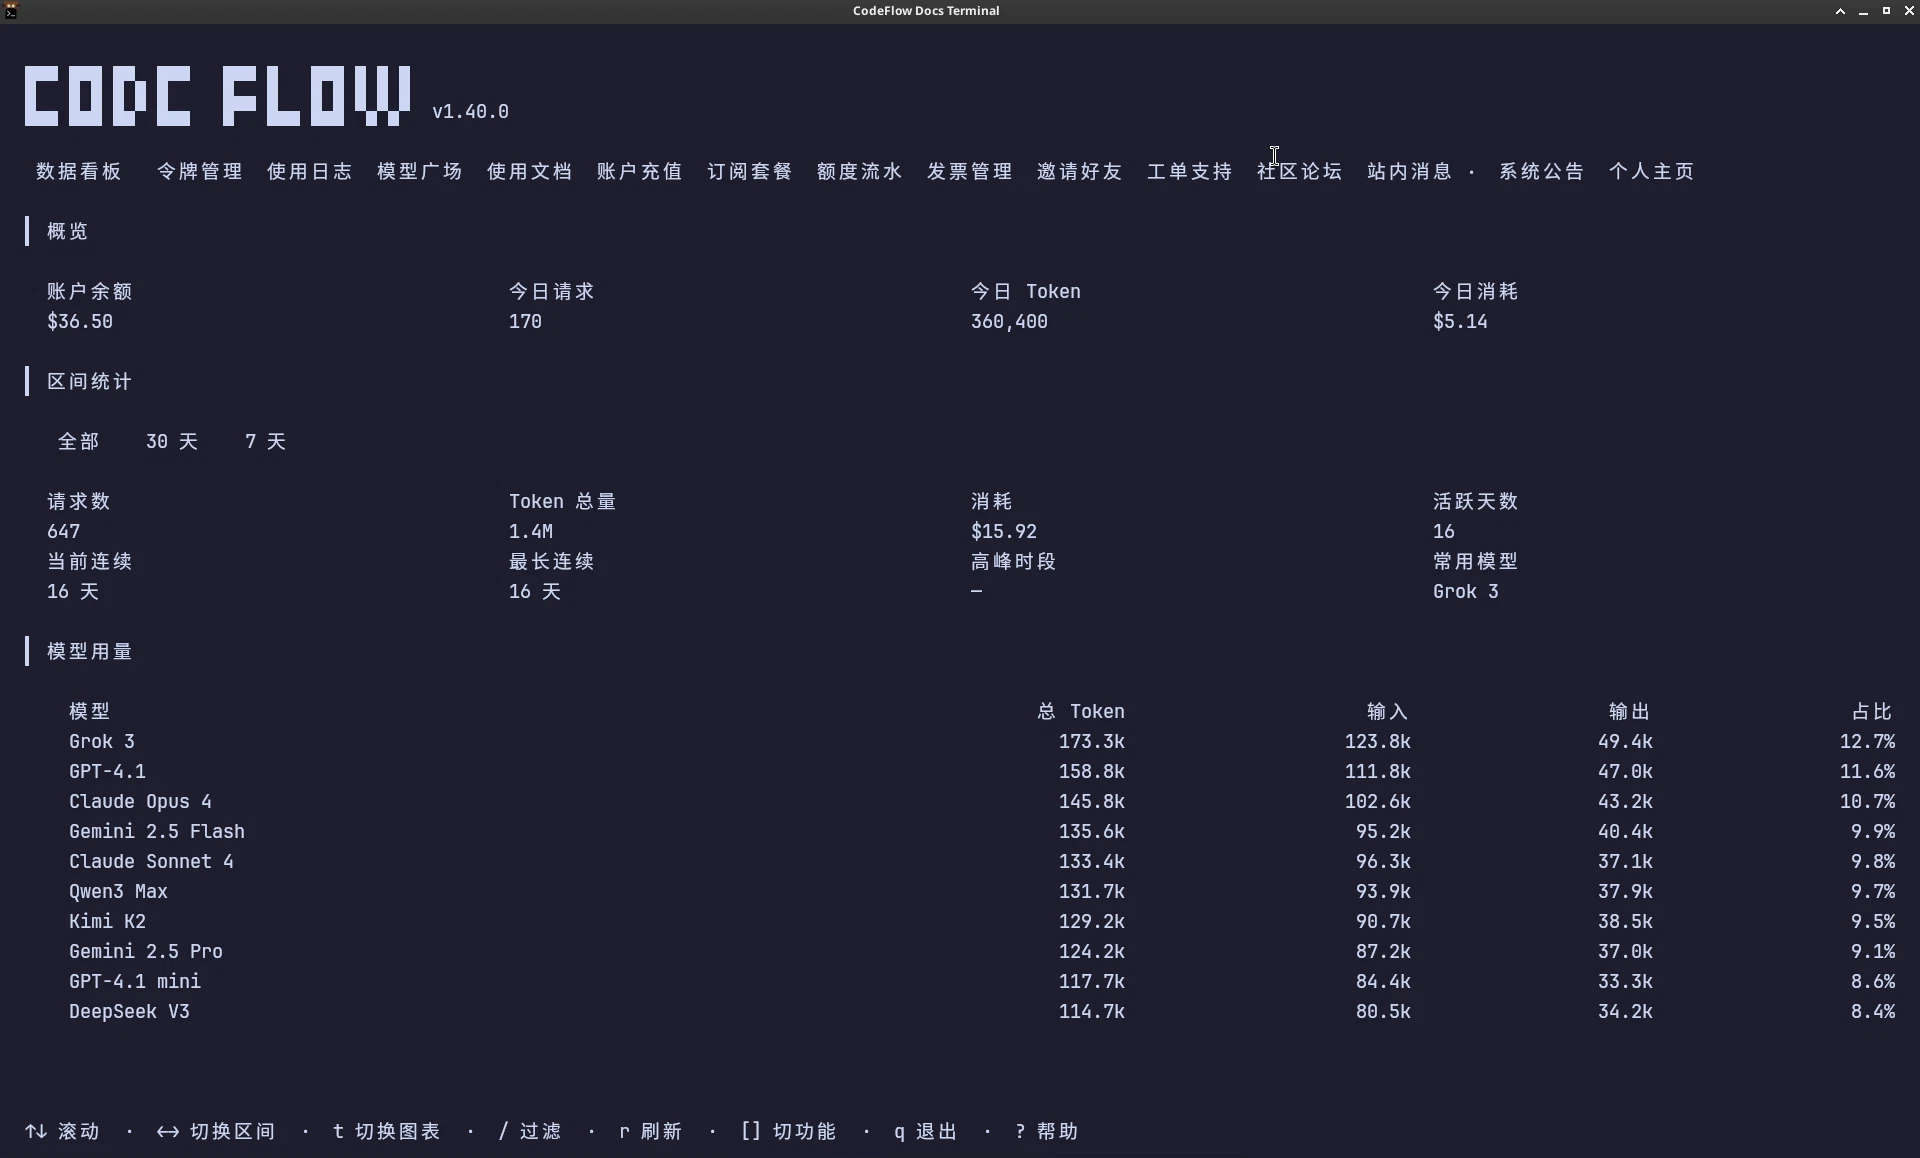 CodeFlow Docs Terminal
CODE FLOW v1.40.0
数据看板 令牌管理 使用日志 模型广场 使用文档 账户充值 订阅套餐 额度流水 发票管理 邀请好友 工单支持 社区论坛 站内消息 · 系统公告 个人主页
概览
账户余额 今日请求 今日 Token 今日消耗
$36.50 170 360,400 $5.14
区间统计
全部 30 天 7 天
请求数 Token 总量 消耗 活跃天数
647 1.4M $15.92 16
当前连续 最长连续 高峰时段 常用模型
16 天 16 天 — Grok 3
模型用量
模型 总 Token 输入 输出 占比
Grok 3 173.3k 123.8k 49.4k 12.7%
GPT-4.1 158.8k 111.8k 47.0k 11.6%
Claude Opus 4 145.8k 102.6k 43.2k 10.7%
Gemini 2.5 Flash 135.6k 95.2k 40.4k 9.9%
Claude Sonnet 4 133.4k 96.3k 37.1k 9.8%
Qwen3 Max 131.7k 93.9k 37.9k 9.7%
Kimi K2 129.2k 90.7k 38.5k 9.5%
Gemini 2.5 Pro 124.2k 87.2k 37.0k 9.1%
GPT-4.1 mini 117.7k 84.4k 33.3k 8.6%
DeepSeek V3 114.7k 80.5k 34.2k 8.4%
↑↓ 滚动 · ←→ 切换区间 · t 切换图表 · / 过滤 · r 刷新 · [] 切功能 · q 退出 · ? 帮助